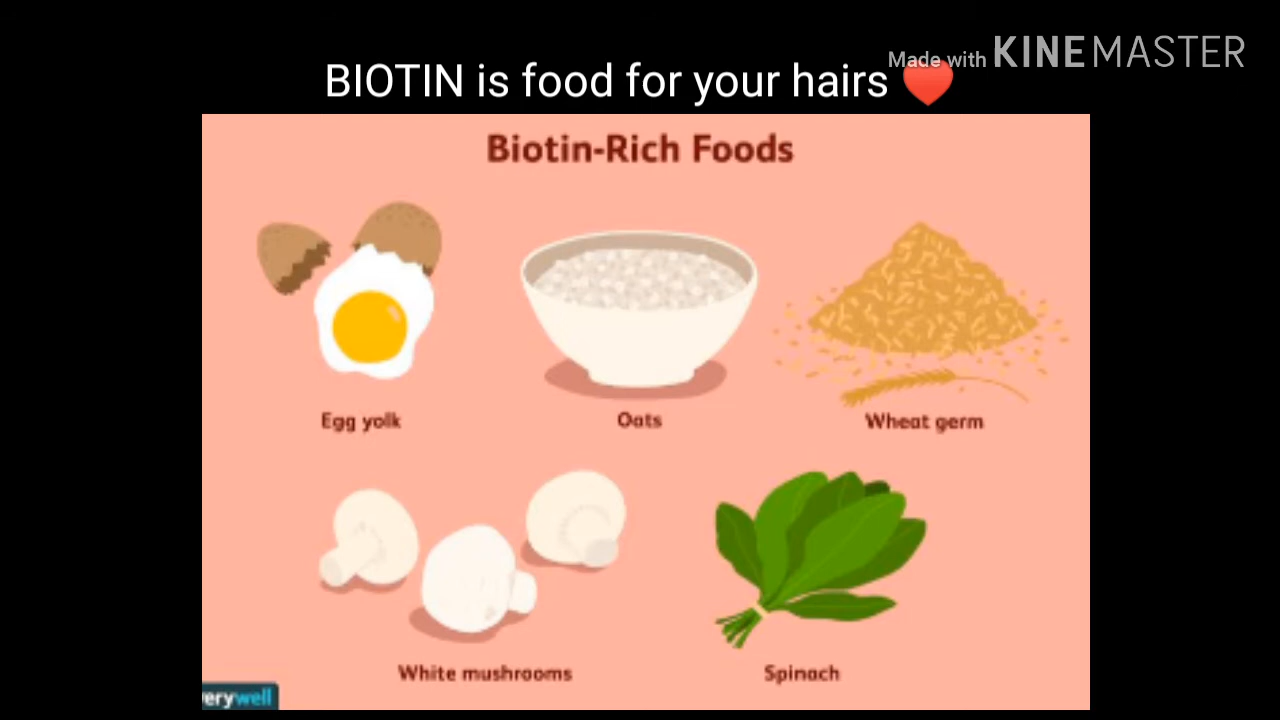 Made with KINEMASTER
BIOTIN is food for your hairs ❤
Biotin-Rich Foods
Egg yolk
Oats
Wheat germ
White mushrooms
Spinach
verywell